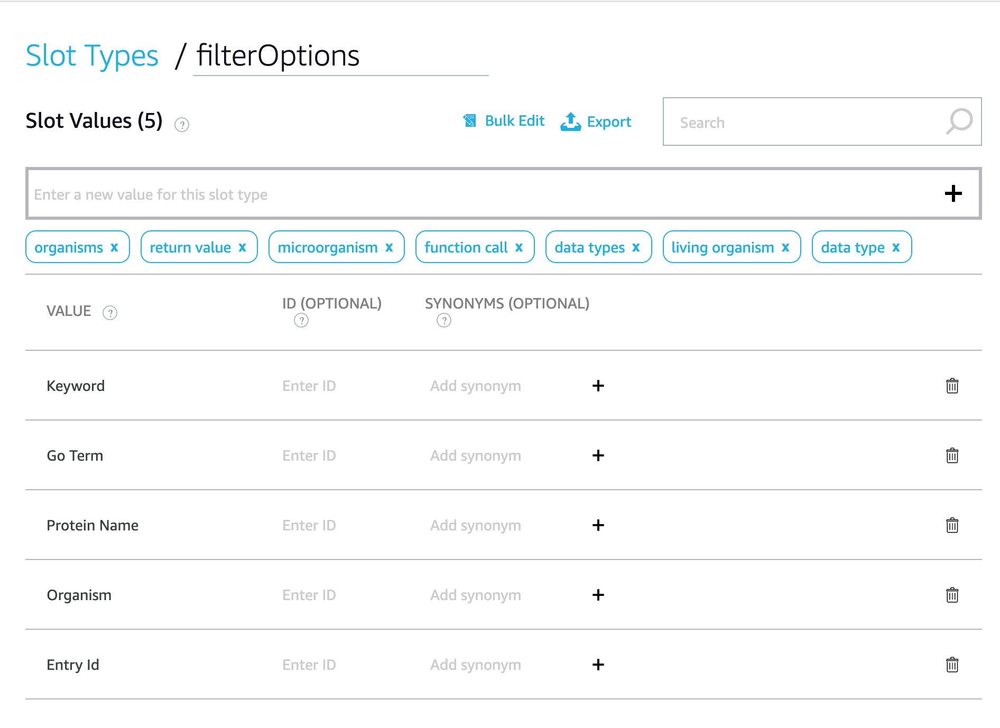 Slot Types / filterOptions
Slot Values (5) ? Bulk Edit Export Search
Enter a new value for this slot type +
organisms x return value x microorganism x function call x data types x living organism x data type x
VALUE ? ID (OPTIONAL) ? SYNONYMS (OPTIONAL) ?
Keyword Enter ID Add synonym +
Go Term Enter ID Add synonym +
Protein Name Enter ID Add synonym +
Organism Enter ID Add synonym +
Entry Id Enter ID Add synonym +